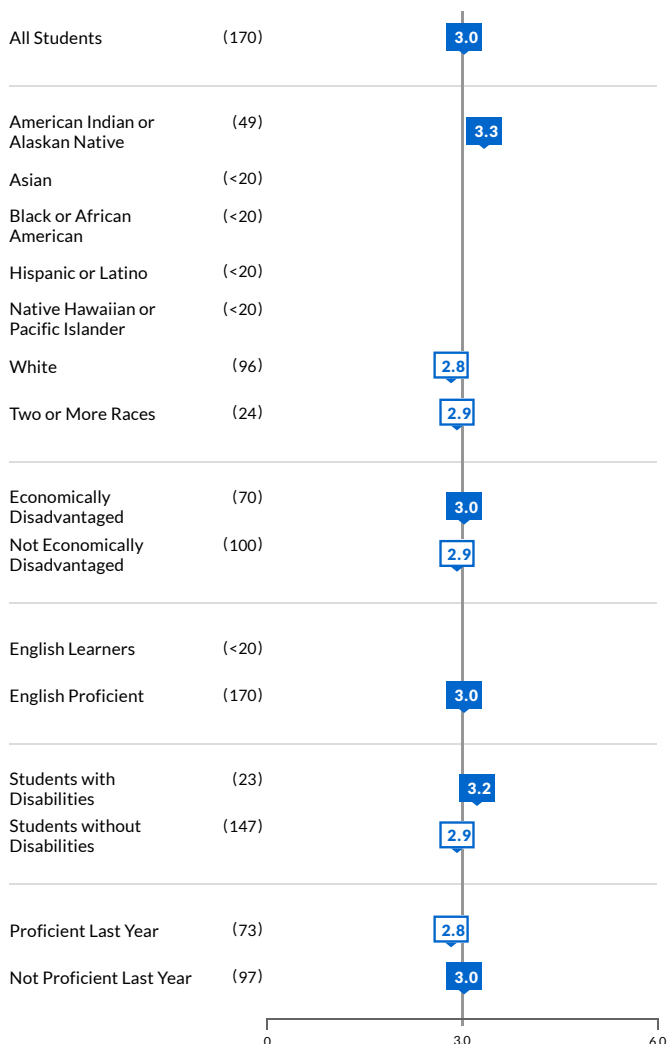 All Students (170) 3.0
American Indian or (49) 3.3
Alaskan Native
Asian (<20)
Black or African (<20)
American
Hispanic or Latino (<20)
Native Hawaiian or (<20)
Pacific Islander
White (96) 2.8
Two or More Races (24) 2.9
Economically (70) 3.0
Disadvantaged
Not Economically (100) 2.9
Disadvantaged
English Learners (<20)
English Proficient (170) 3.0
Students with (23) 3.2
Disabilities
Students without (147) 2.9
Disabilities
Proficient Last Year (73) 2.8
Not Proficient Last Year (97) 3.0
0 3.0 6.0